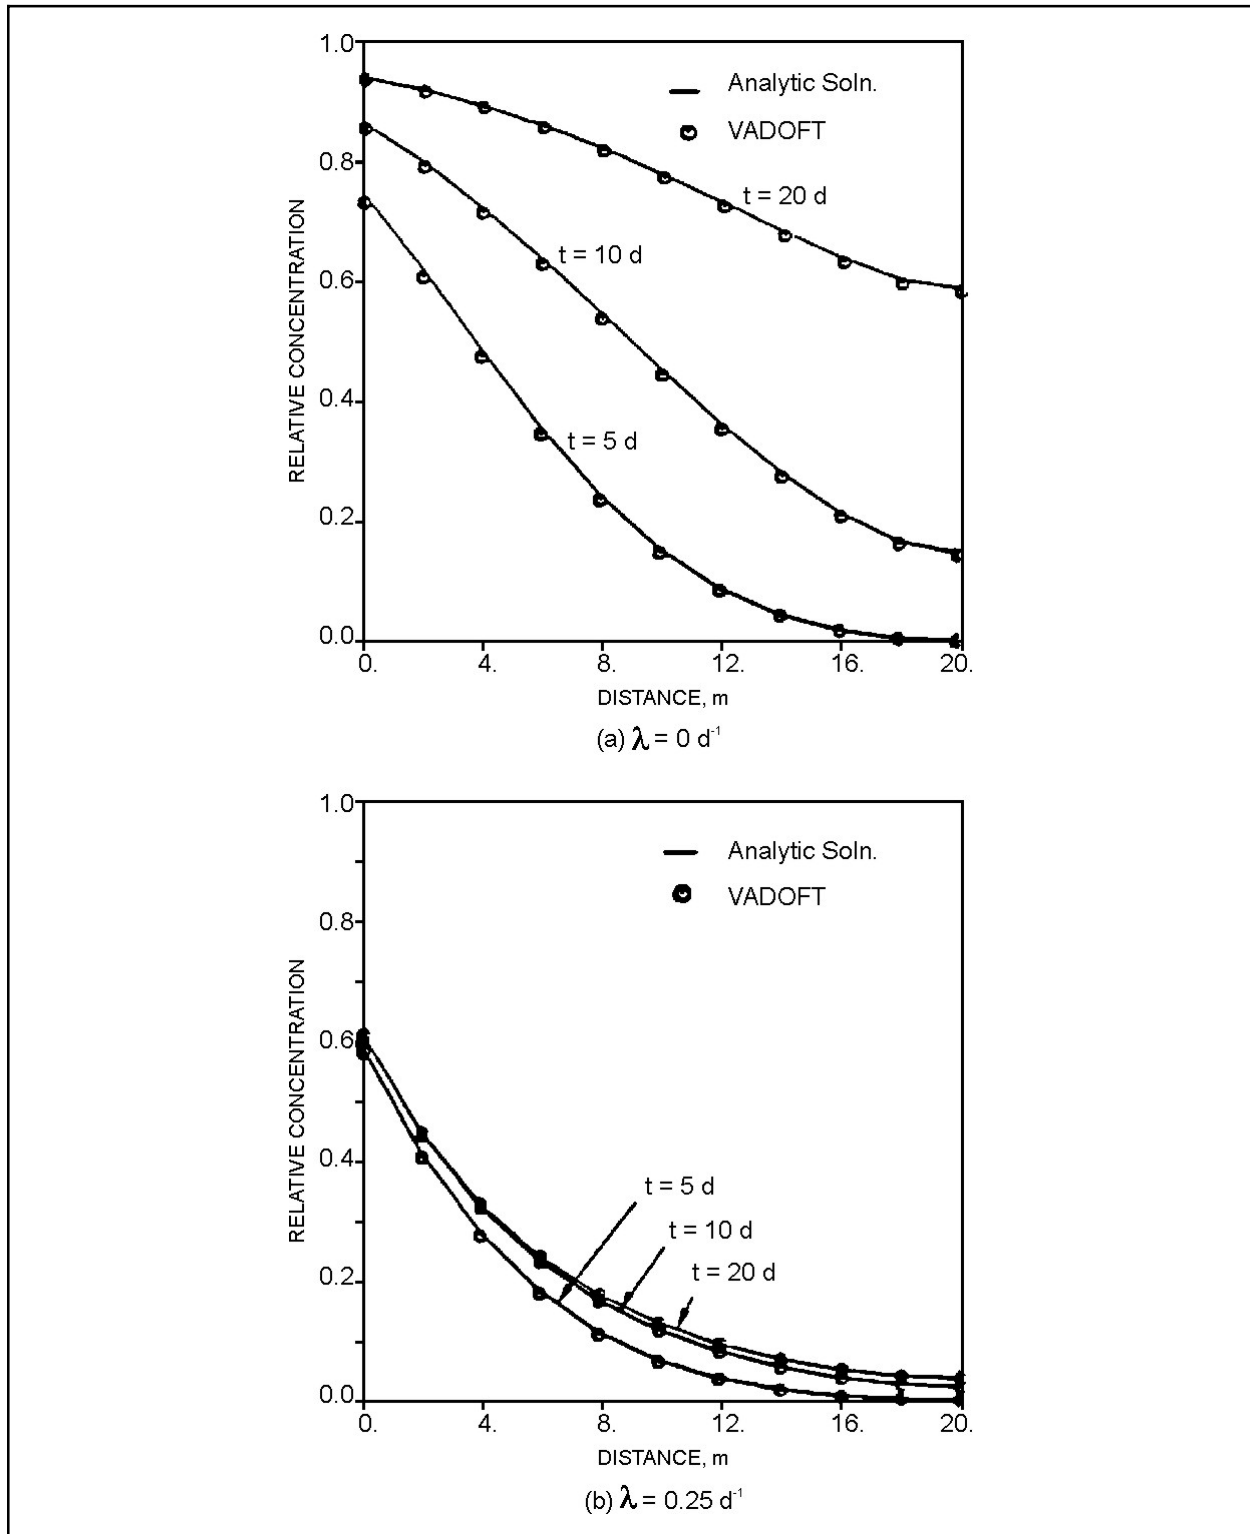 1.0
Analytic Soln.
VADOFT
0.8
t = 20 d
t = 10 d
RELATIVE CONCENTRATION
0.6
0.4
t = 5 d
0.2
0.0
0. 4. 8. 12. 16. 20.
DISTANCE, m
(a) λ = 0 d⁻¹
1.0
Analytic Soln.
VADOFT
0.8
RELATIVE CONCENTRATION
0.6
0.4
t = 5 d
t = 10 d
t = 20 d
0.2
0.0
0. 4. 8. 12. 16. 20.
DISTANCE, m
(b) λ = 0.25 d⁻¹